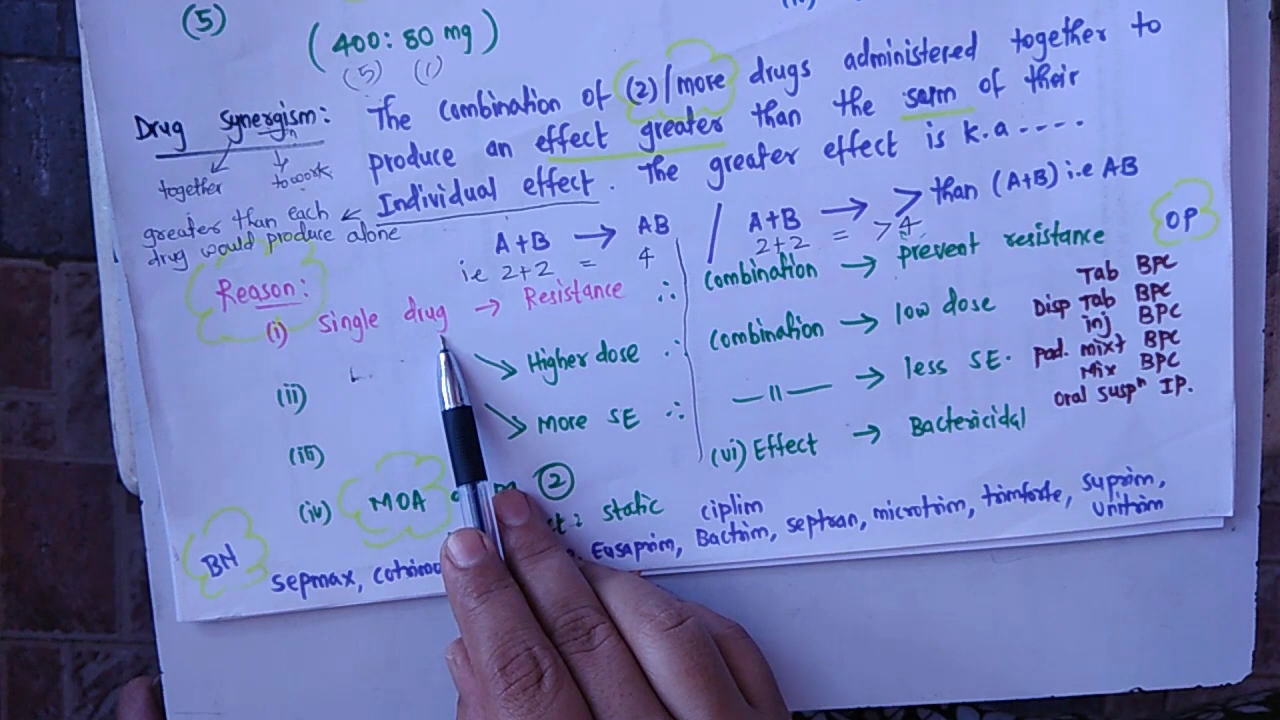 (5)
(400: 80 mg)
(5) (1)
Drug Synergism: The combination of (2)/more drugs administered together to
produce an effect greater than the sum of their
Individual effect. The greater effect is k.a ....
together to work
greater than each
drug would produce alone
A+B → AB / A+B → > than (A+B) i.e AB
ie 2+2 = 4 2+2 = >4
OP
Reason:
(i) Single drug → Resistance ∴ combination → prevent resistance
(ii) ↘ Higher dose ∴ combination → low dose
(iii) ↘ More SE ∴ —11— → less SE.
(iv) MOA ② (vi) Effect → Bactericidal
static
Tab BPC
Disp Tab BPC
inj BPC
pad. mixt BPC
Mix BPC
oral suspn IP.
BN
ciplim
sepmax, Eusaprim, Bactrim, septran, microtrim, trimforte, suprim,
unitrim